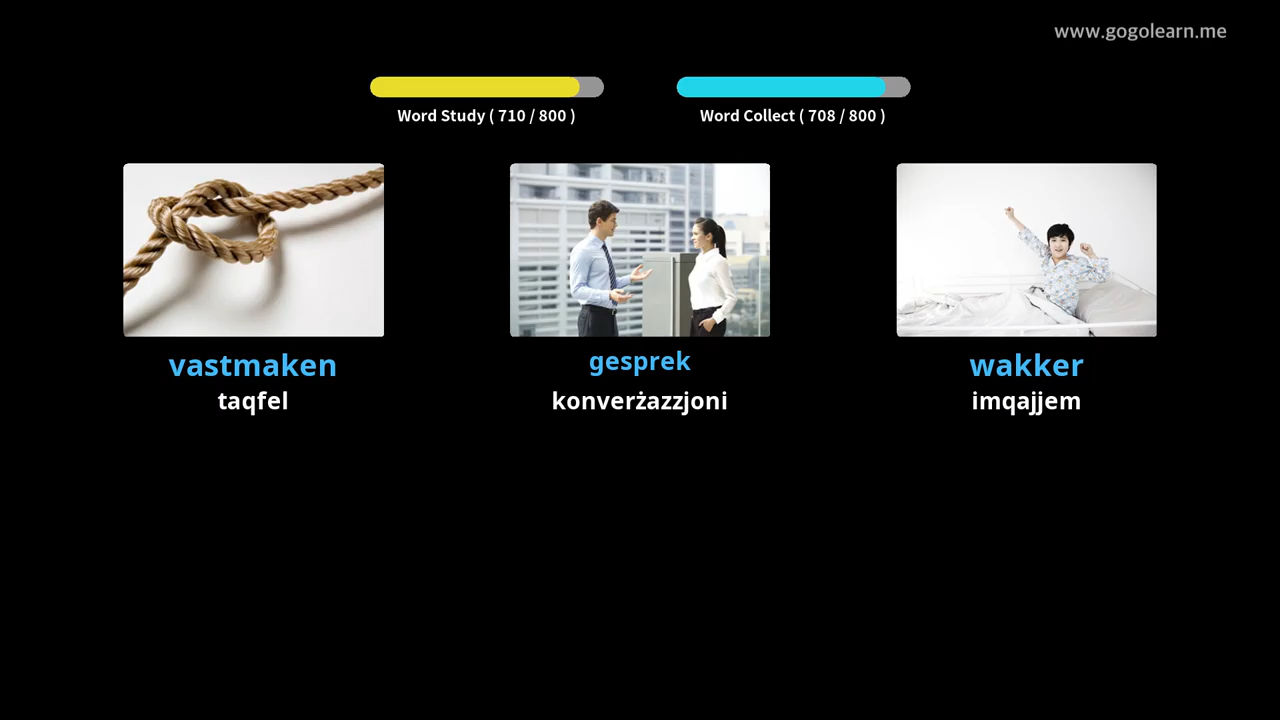 www.gogolearn.me
Word Study ( 710 / 800 )
Word Collect ( 708 / 800 )
vastmaken
taqfel
gesprek
konverżazzjoni
wakker
imqajjem